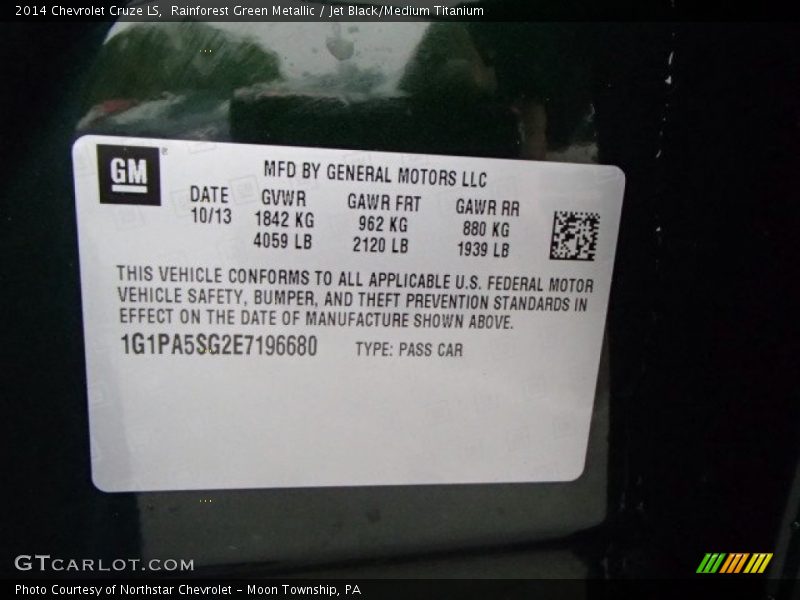 2014 Chevrolet Cruze LS,  Rainforest Green Metallic / Jet Black/Medium Titanium
GM
®
MFD BY GENERAL MOTORS LLC
DATE GVWR GAWR FRT GAWR RR
10/13 1842 KG 962 KG 880 KG
4059 LB 2120 LB 1939 LB
THIS VEHICLE CONFORMS TO ALL APPLICABLE U.S. FEDERAL MOTOR
VEHICLE SAFETY, BUMPER, AND THEFT PREVENTION STANDARDS IN
EFFECT ON THE DATE OF MANUFACTURE SHOWN ABOVE.
1G1PA5SG2E7196680 TYPE: PASS CAR
GTCARLOT.COM
Photo Courtesy of Northstar Chevrolet - Moon Township, PA